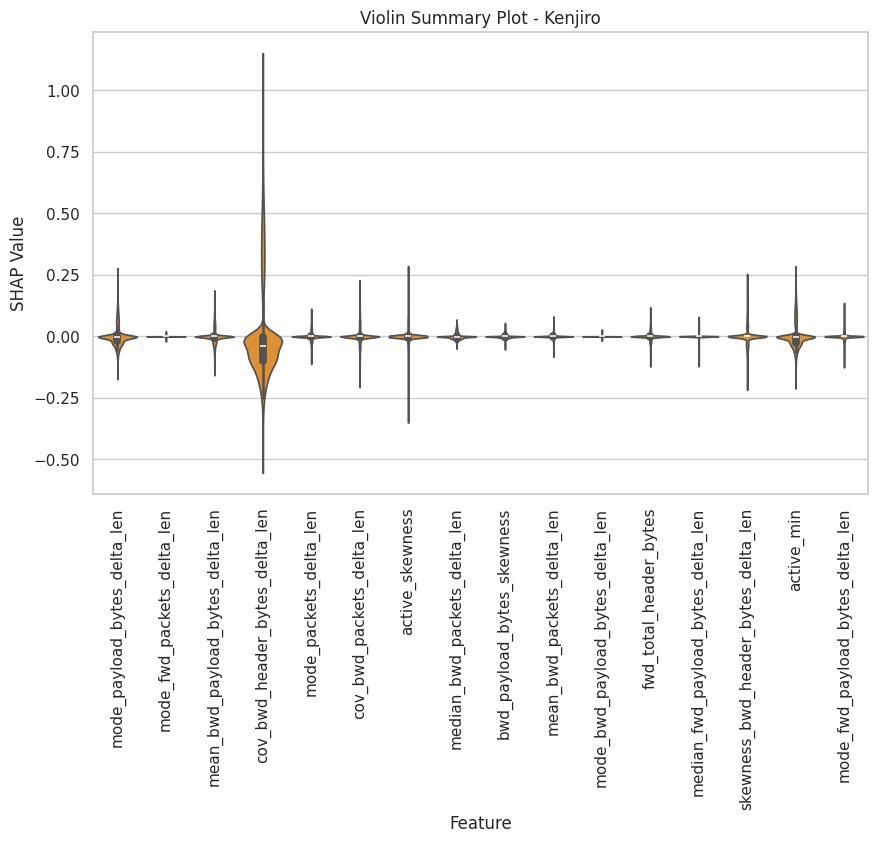 Violin Summary Plot - Kenjiro
SHAP Value
1.00
0.75
0.50
0.25
0.00
−0.25
−0.50
mode_payload_bytes_delta_len
mode_fwd_packets_delta_len
mean_bwd_payload_bytes_delta_len
cov_bwd_header_bytes_delta_len
mode_packets_delta_len
cov_bwd_packets_delta_len
active_skewness
median_bwd_packets_delta_len
bwd_payload_bytes_skewness
mean_bwd_packets_delta_len
mode_bwd_payload_bytes_delta_len
fwd_total_header_bytes
median_fwd_payload_bytes_delta_len
skewness_bwd_header_bytes_delta_len
active_min
mode_fwd_payload_bytes_delta_len
Feature